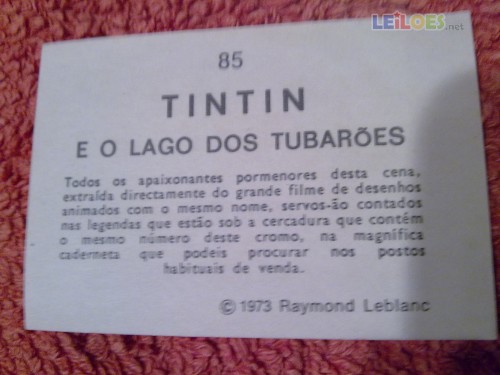 LEiLOES.net
85
TINTIN
E O LAGO DOS TUBARÕES
Todos os apaixonantes pormenores desta cena,
extraída directamente do grande filme de desenhos
animados com o mesmo nome, servos-ão contados
nas legendas que estão sob a cercadura que contém
o mesmo número deste cromo, na magnífica
caderneta que podeis procurar nos postos
habituais de venda.
© 1973 Raymond Leblanc